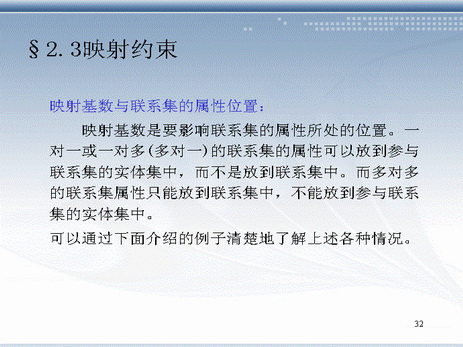 §2.3映射约束
映射基数与联系集的属性位置：
映射基数是要影响联系集的属性所处的位置。一
对一或一对多(多对一)的联系集的属性可以放到参与
联系集的实体集中，而不是放到联系集中。而多对多
的联系集属性只能放到联系集中，不能放到参与联系
集的实体集中。
可以通过下面介绍的例子清楚地了解上述各种情况。
32